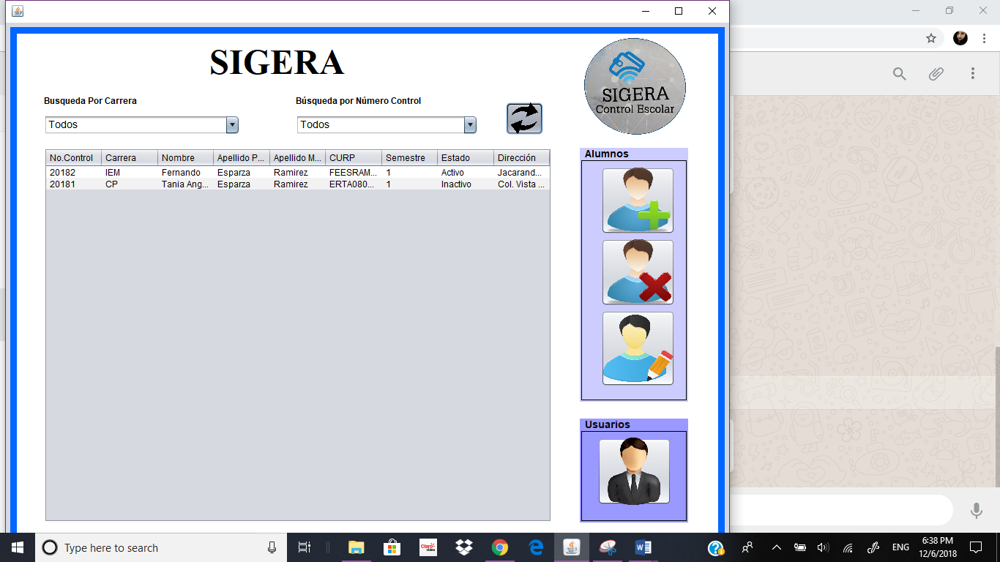 SIGERA
SIGERA
Control Escolar
Busqueda Por Carrera
Búsqueda por Número Control
Todos
Todos
No.Control Carrera Nombre Apellido P... Apellido M... CURP Semestre Estado Dirección
20182 IEM Fernando Esparza Ramirez FEESRAM... 1 Activo Jacarand...
20181 CP Tania Ang... Esparza Ramirez ERTA080... 1 Inactivo Col. Vista ...
Alumnos
Usuarios
Type here to search
Claro
video
ENG
6:38 PM
12/6/2018